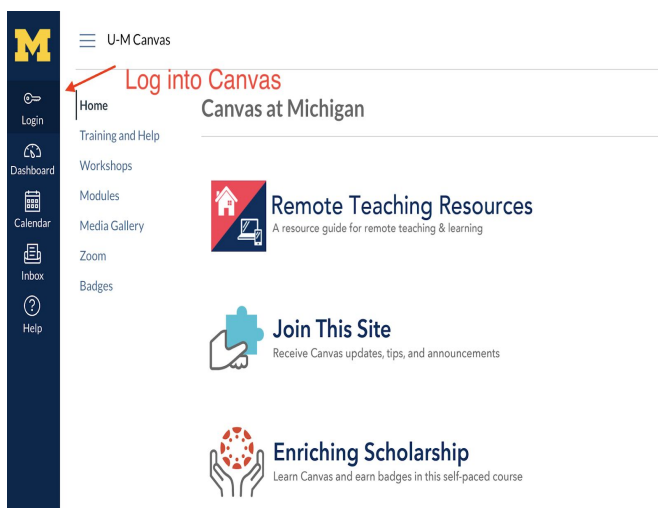 M
U-M Canvas
Log into Canvas
Login
Dashboard
Calendar
Inbox
Help
Home
Training and Help
Workshops
Modules
Media Gallery
Zoom
Badges
Canvas at Michigan
Remote Teaching Resources
A resource guide for remote teaching & learning
Join This Site
Receive Canvas updates, tips, and announcements
Enriching Scholarship
Learn Canvas and earn badges in this self-paced course